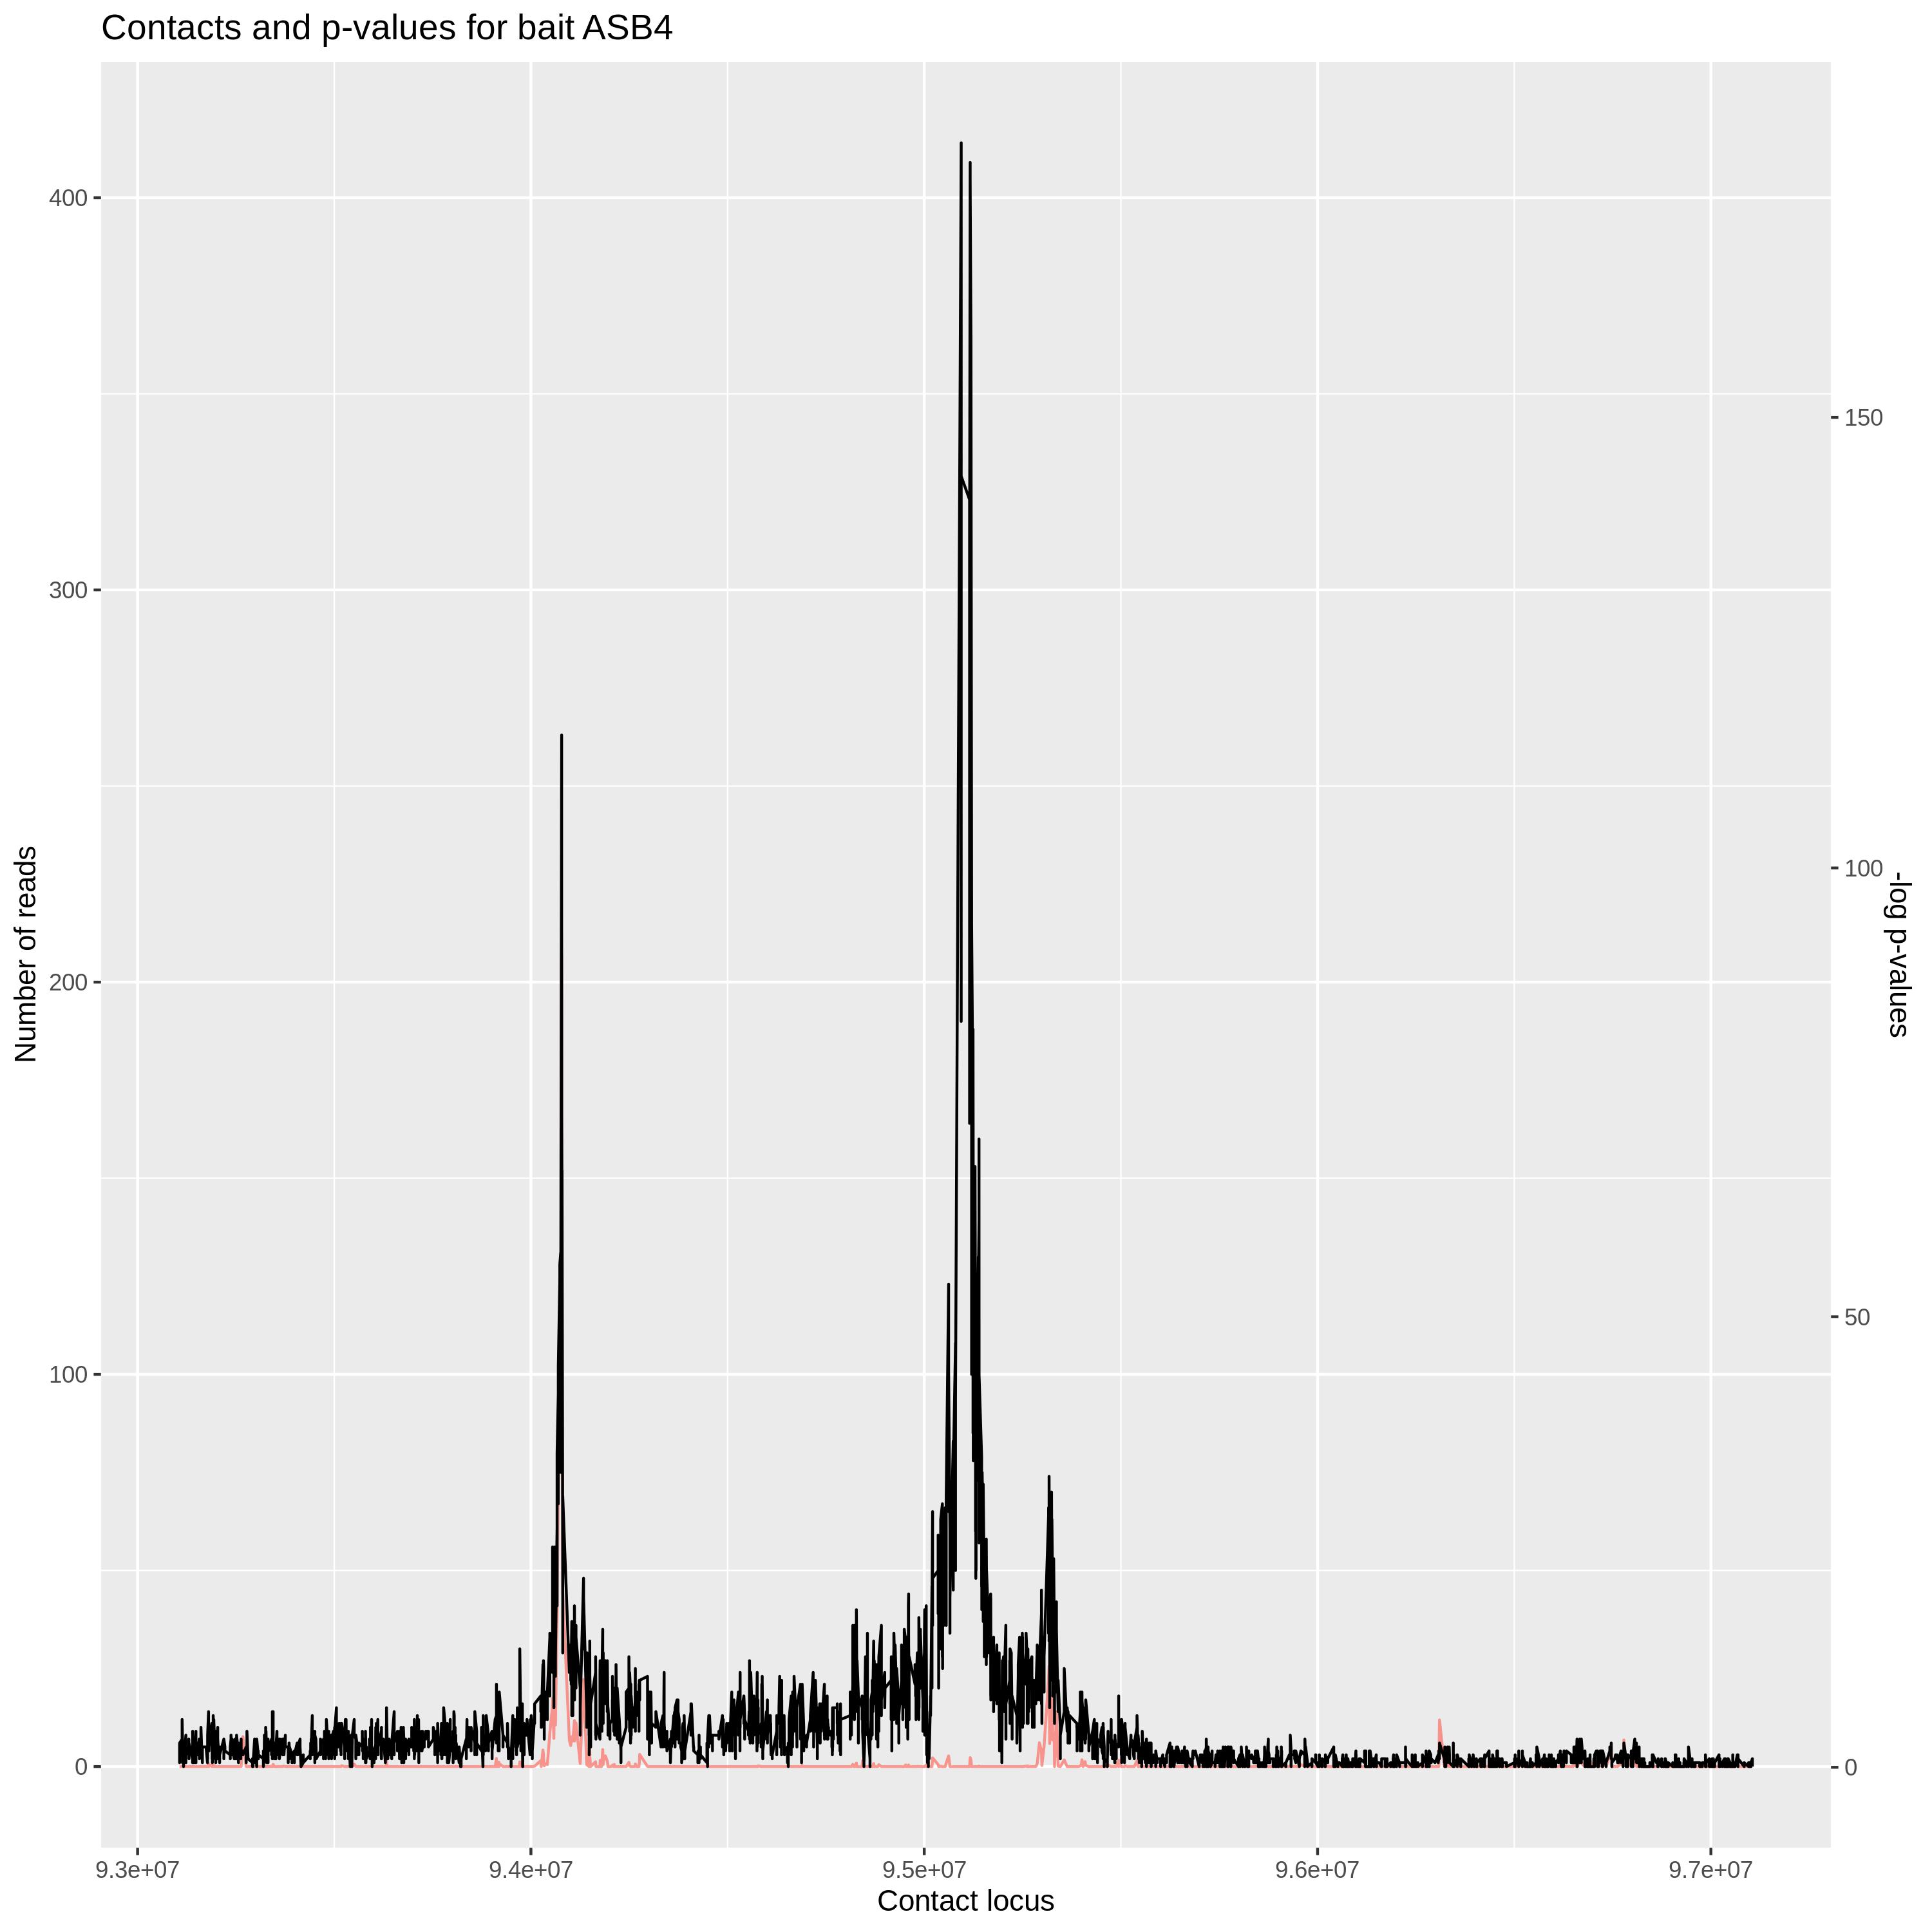 Contacts and p-values for bait ASB4
400
300
200
100
0
Number of reads
150
100
50
0
-log p-values
9.3e+07
9.4e+07
9.5e+07
9.6e+07
9.7e+07
Contact locus